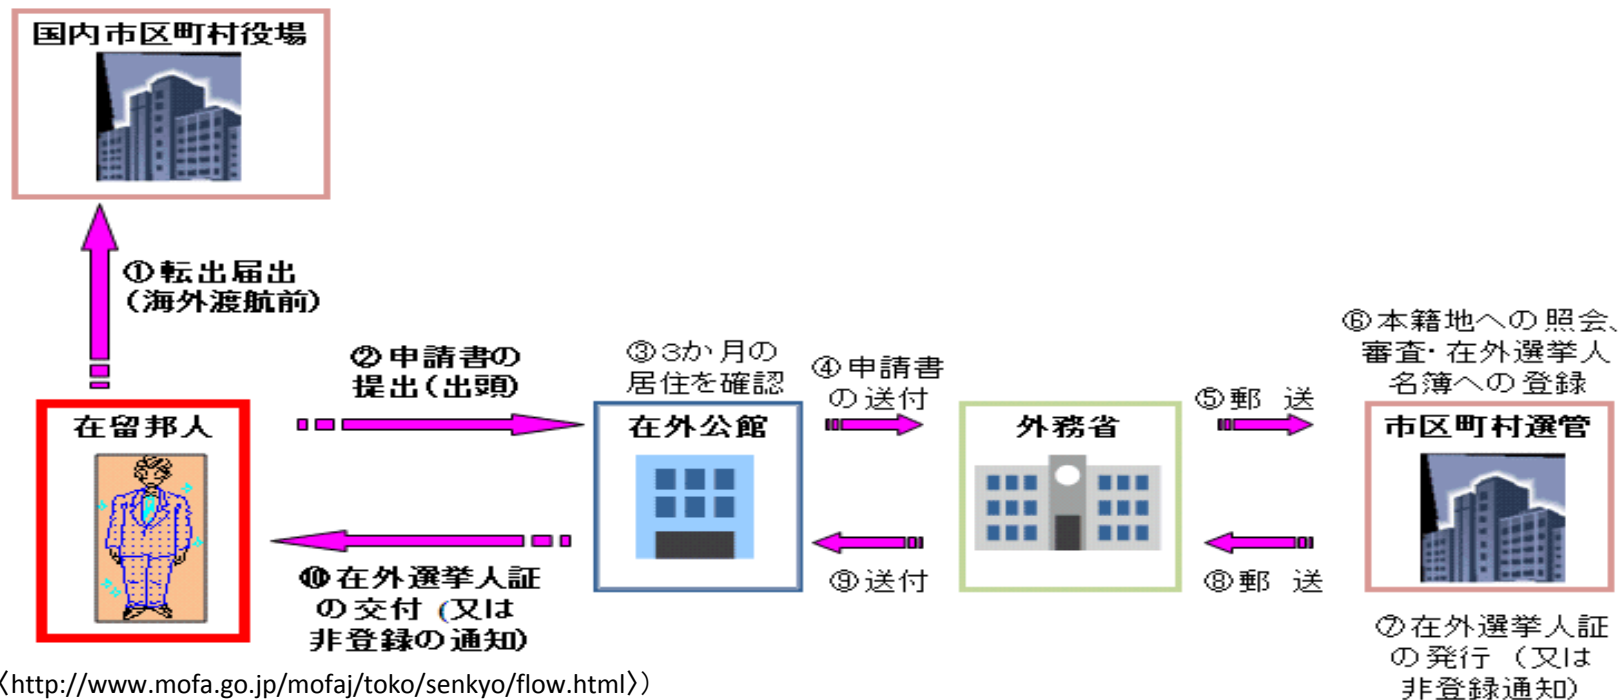 国内市区町村役場
①転出届出
(海外渡航前)
②申請書の
提出(出頭)
③3か月の
居住を確認
④申請書
の送付
⑤郵 送
⑥本籍地への照会、
審査・在外選挙人
名簿への登録
在留邦人
在外公館
外務省
市区町村選管
⑩在外選挙人証
の交付 (又は
非登録の通知)
⑨送付
⑧郵 送
⑦在外選挙人証
の発行 (又は
非登録通知)
〈http://www.mofa.go.jp/mofaj/toko/senkyo/flow.html〉)